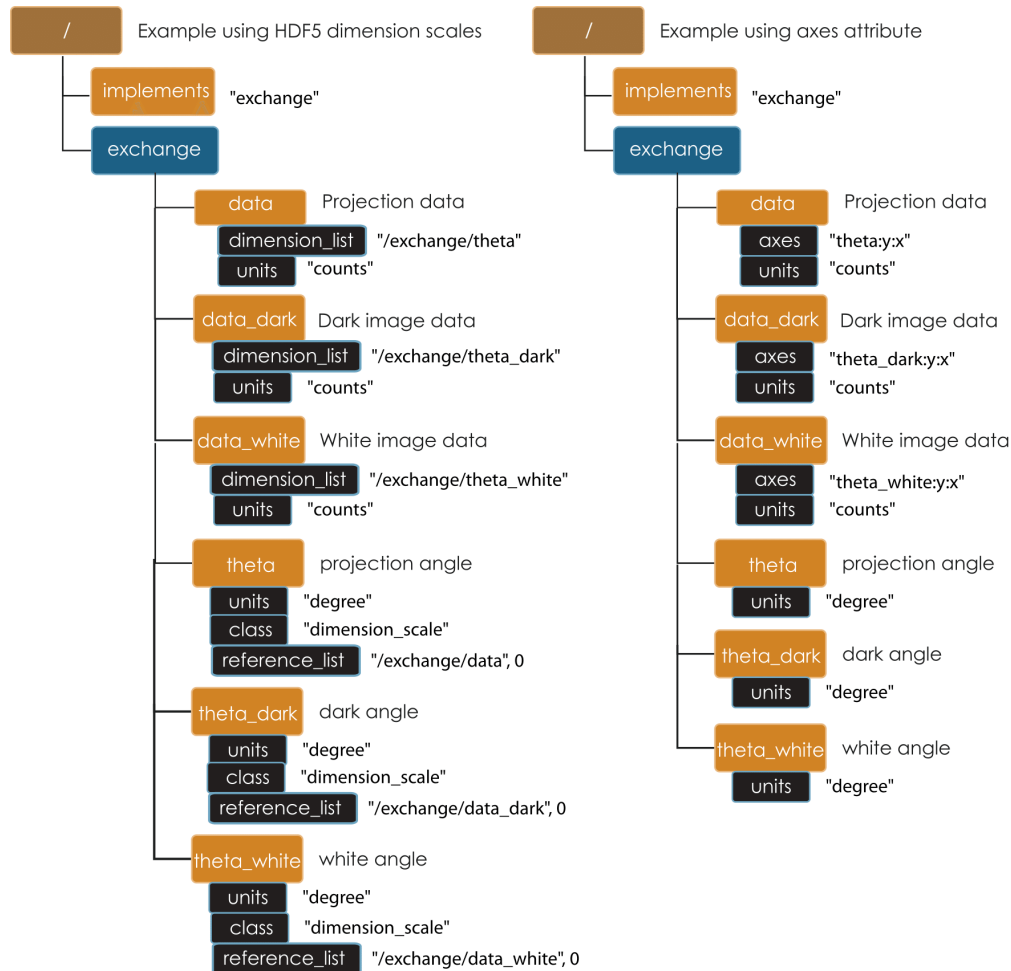 / Example using HDF5 dimension scales
implements "exchange"
exchange
data Projection data
dimension_list "/exchange/theta"
units "counts"
data_dark Dark image data
dimension_list "/exchange/theta_dark"
units "counts"
data_white White image data
dimension_list "/exchange/theta_white"
units "counts"
theta projection angle
units "degree"
class "dimension_scale"
reference_list "/exchange/data", 0
theta_dark dark angle
units "degree"
class "dimension_scale"
reference_list "/exchange/data_dark", 0
theta_white white angle
units "degree"
class "dimension_scale"
reference_list "/exchange/data_white", 0
/ Example using axes attribute
implements "exchange"
exchange
data Projection data
axes "theta:y:x"
units "counts"
data_dark Dark image data
axes "theta_dark:y:x"
units "counts"
data_white White image data
axes "theta_white:y:x"
units "counts"
theta projection angle
units "degree"
theta_dark dark angle
units "degree"
theta_white white angle
units "degree"